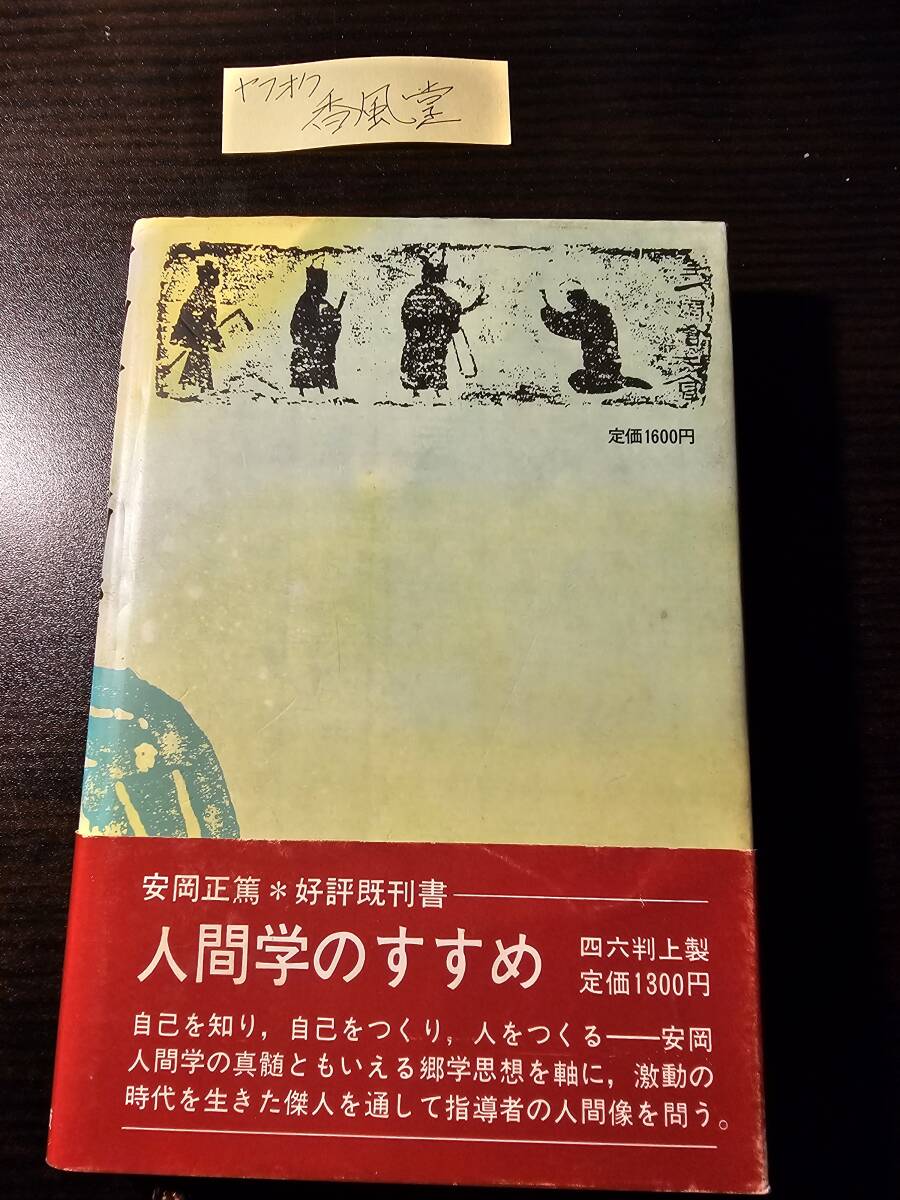 ヤフオク
香風堂
定価1600円
安岡正篤＊好評既刊書
人間学のすすめ
四六判上製
定価1300円
自己を知り，自己をつくり，人をつくる――安岡
人間学の真髄ともいえる郷学思想を軸に，激動の
時代を生きた傑人を通して指導者の人間像を問う。